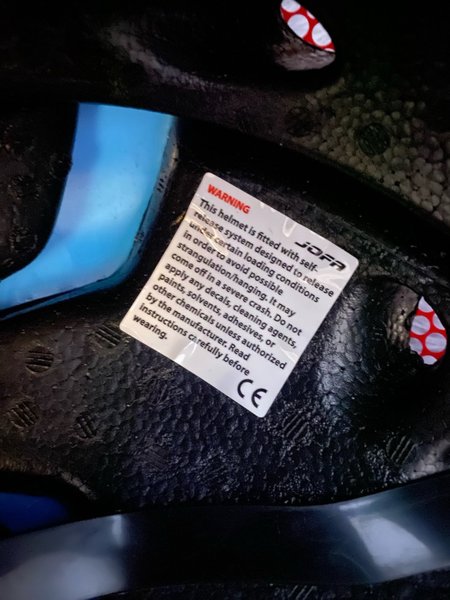 WARNING
JOFA
This helmet is fitted with self-
release system designed to release
under certain loading conditions
in order to avoid possible
strangulation/hanging. It may
come off in a severe crash. Do not
apply any decals, cleaning agents,
paints, solvents, adhesives, or
other chemicals unless authorized
by the manufacturer. Read
instructions carefully before
wearing.
CE